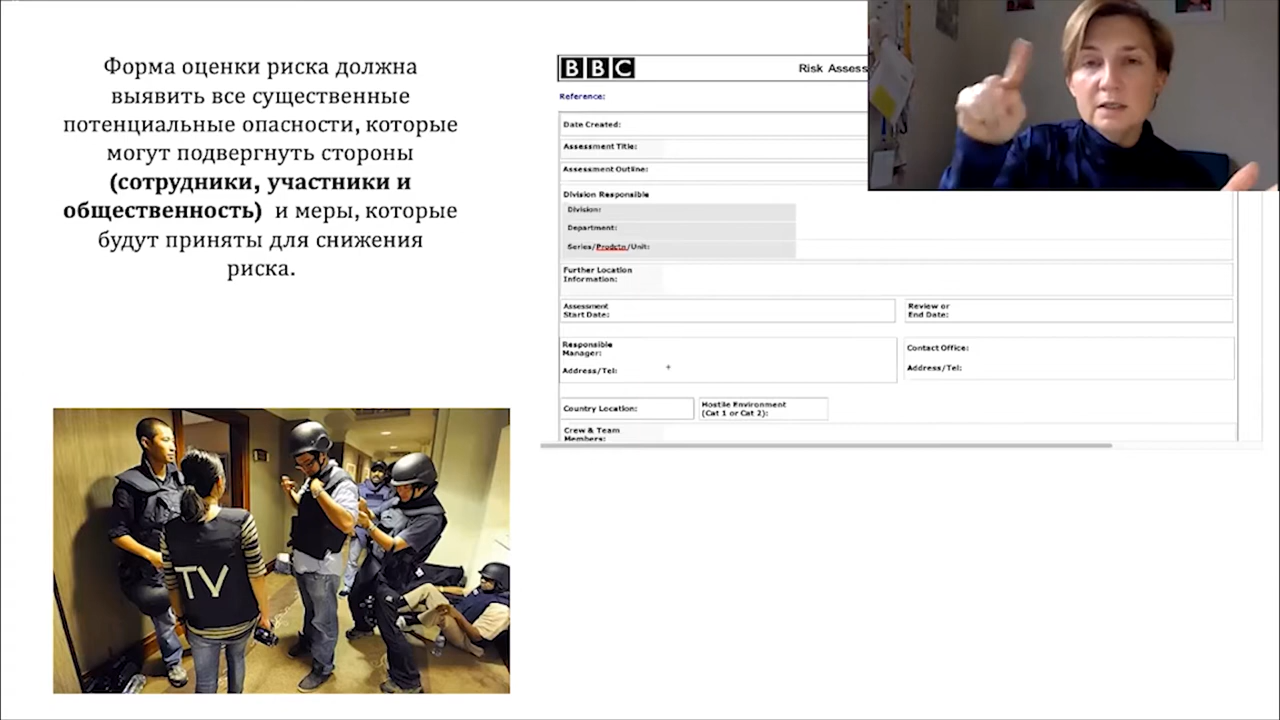 Форма оценки риска должна
выявить все существенные
потенциальные опасности, которые
могут подвергнуть стороны
(сотрудники, участники и
общественность) и меры, которые
будут приняты для снижения
риска.
BBC
Risk Assess
Reference:
Date Created:
Assessment Title:
Assessment Outline:
Division Responsible
Division:
Department:
Series/Prodctn/Unit:
Further Location
Information:
Assessment
Start Date:
Review or
End Date:
Responsible
Manager:
Address/Tel:
Contact Office:
Address/Tel:
Country Location:
Hostile Environment
(Cat 1 or Cat 2):
Crew & Team
Members:
TV